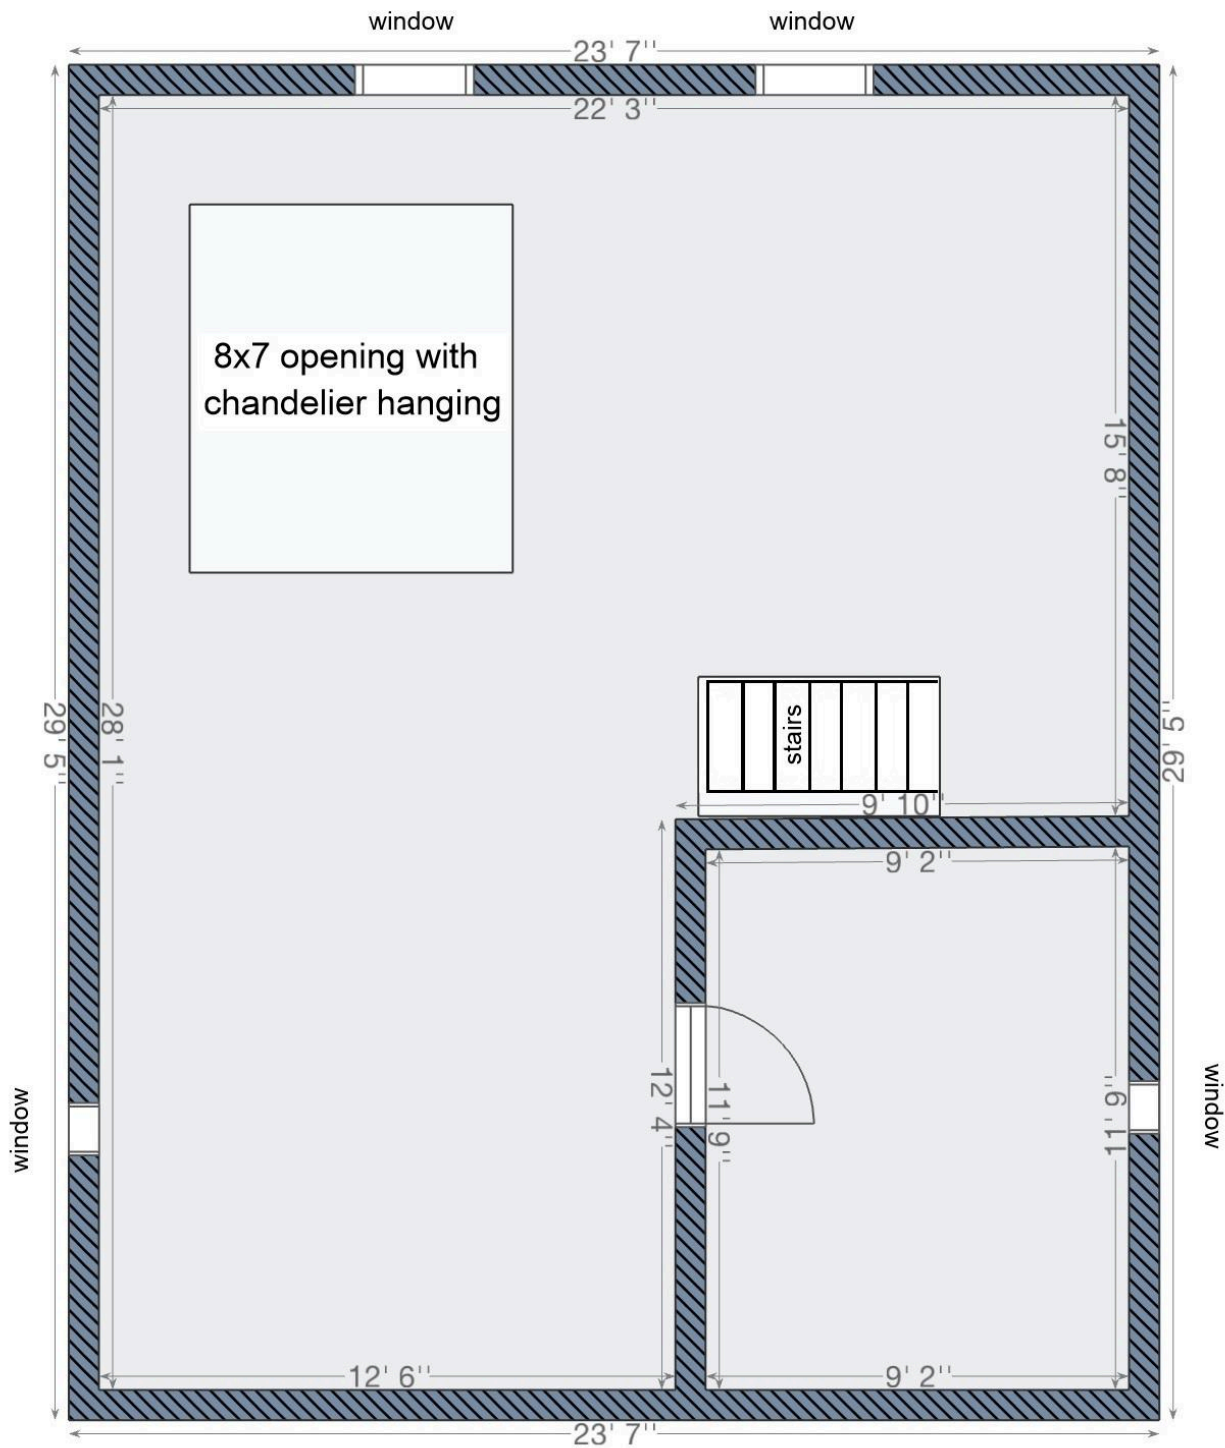 window
window
23' 7''
22' 3''
8x7 opening with
chandelier hanging
15' 8''
29' 5''
28' 1''
stairs
29' 5''
9' 10''
9' 2''
window
12' 4''
11' 9''
11' 9''
window
12' 6''
9' 2''
23' 7''